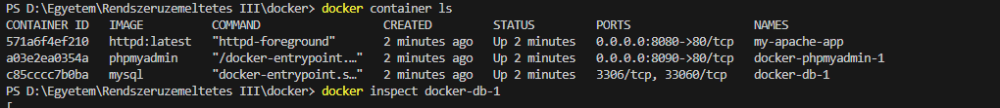 PS D:\Egyetem\Rendszeruzemeltetes III\docker> docker container ls
CONTAINER ID   IMAGE          COMMAND                  CREATED         STATUS         PORTS                  NAMES
571a6f4ef210   httpd:latest   "httpd-foreground"       2 minutes ago   Up 2 minutes   0.0.0.0:8080->80/tcp   my-apache-app
a03e2ea0354a   phpmyadmin     "/docker-entrypoint.…"   2 minutes ago   Up 2 minutes   0.0.0.0:8090->80/tcp   docker-phpmyadmin-1
c85cccc7b0ba   mysql          "docker-entrypoint.s…"   2 minutes ago   Up 2 minutes   3306/tcp, 33060/tcp    docker-db-1
PS D:\Egyetem\Rendszeruzemeltetes III\docker> docker inspect docker-db-1
[